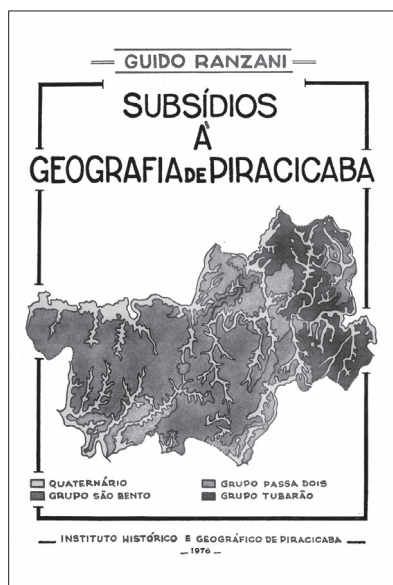 GUIDO RANZANI
SUBSÍDIOS
À
GEOGRAFIA DE PIRACICABA
QUATERNÁRIO
GRUPO SÃO BENTO
GRUPO PASSA DOIS
GRUPO TUBARÃO
INSTITUTO HISTÓRICO E GEOGRÁFICO DE PIRACICABA
1976